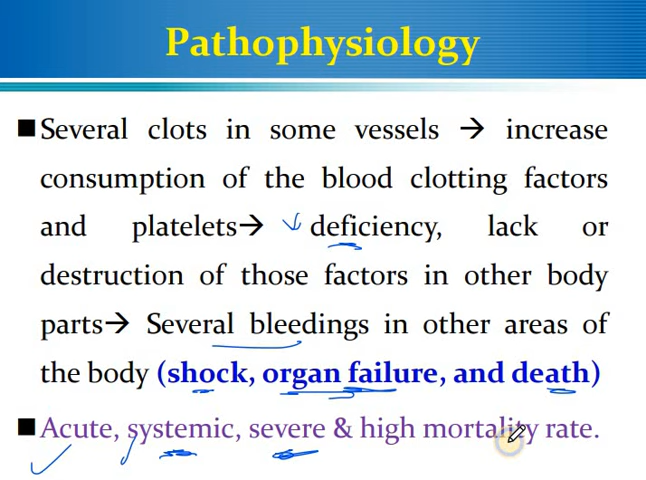 Pathophysiology
■Several clots in some vessels → increase
consumption of the blood clotting factors
and platelets→ ↓ deficiency, lack or
destruction of those factors in other body
parts→ Several bleedings in other areas of
the body (shock, organ failure, and death)
■Acute, systemic, severe & high mortality rate.